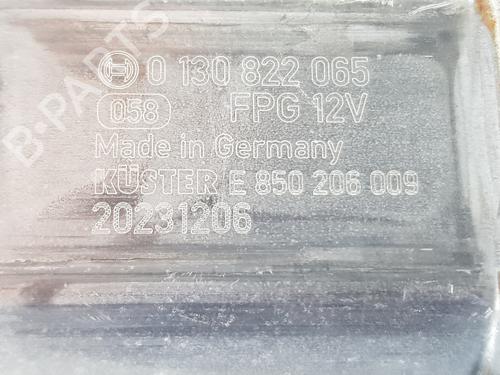 0 130 822 065
058 FPG 12V
Made in Germany
KÜSTER E 850 206 009
20231206
B-PARTS